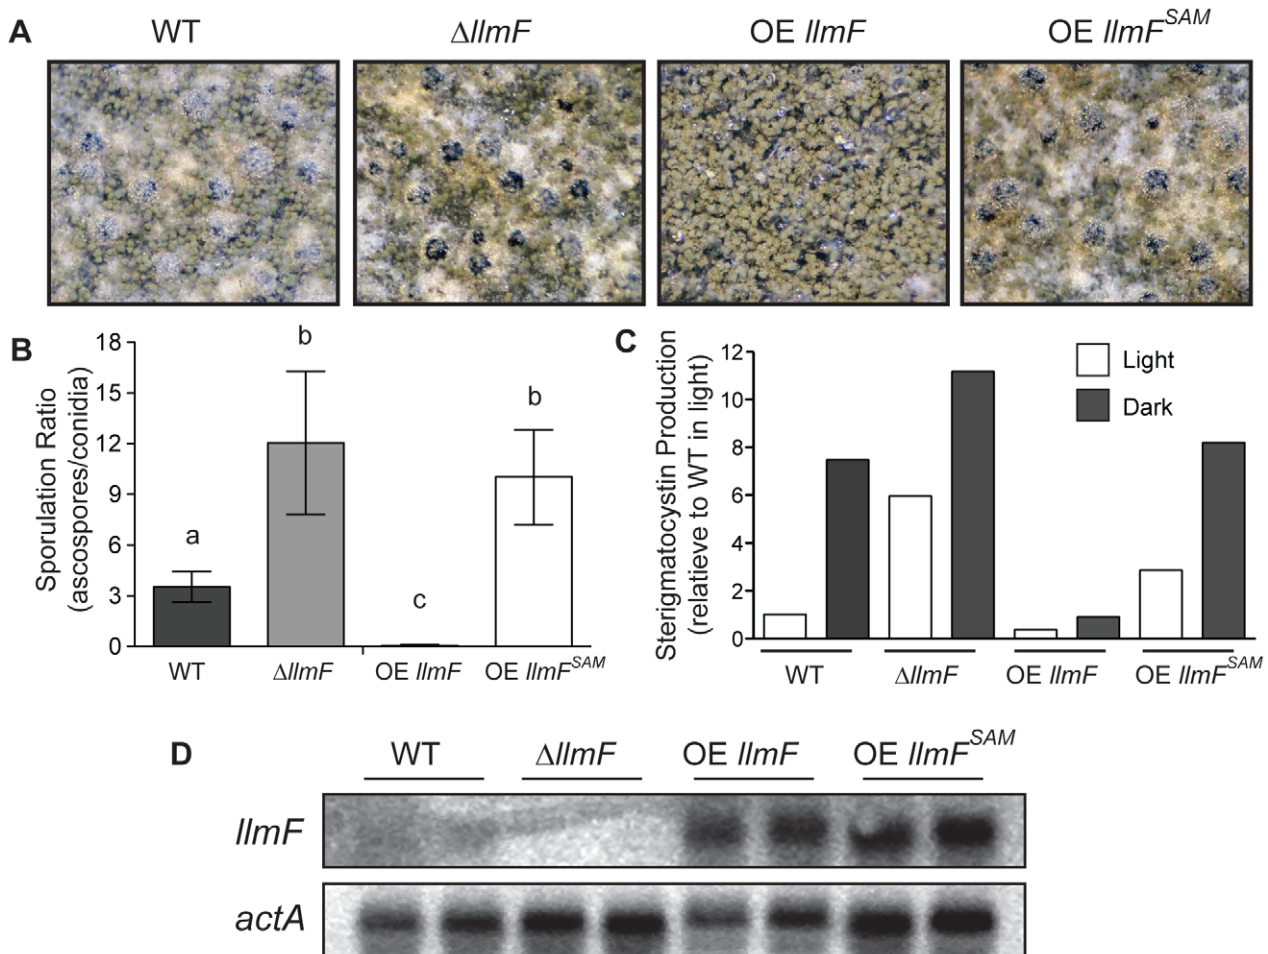 A
WT
ΔllmF
OE llmF
OE llmF^SAM
B
Sporulation Ratio
(ascospores/conidia)
18
15
12
9
6
3
0
a
b
c
b
WT
ΔllmF
OE llmF
OE llmF^SAM
C
Sterigmatocystin Production
(relatieve to WT in light)
12
10
8
6
4
2
0
Light
Dark
WT
ΔllmF
OE llmF
OE llmF^SAM
D
WT
ΔllmF
OE llmF
OE llmF^SAM
llmF
actA